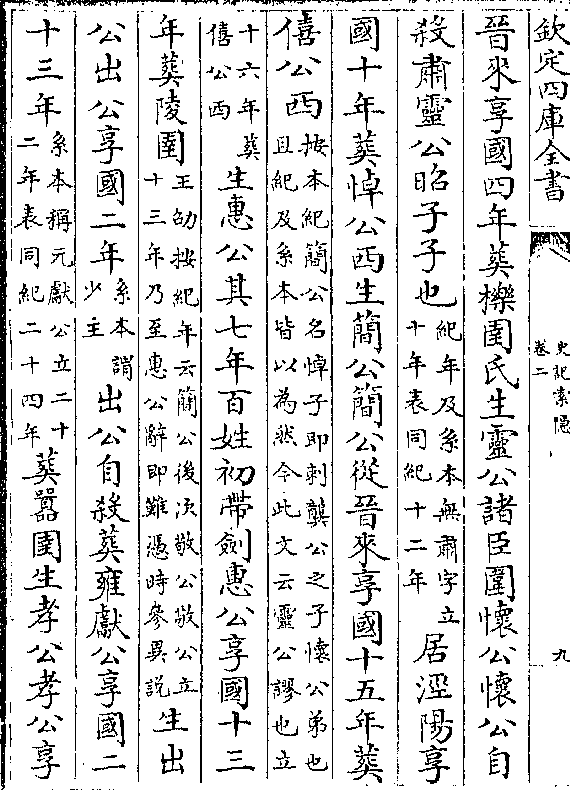 欽定四庫全書
史記索隱
卷二
九
晉來享國四年葬櫟圉氏生靈公諸臣圍懷公懷公自
殺肅靈公昭子子也
紀年及系本無肅字立
十年表同紀十二年
居涇陽享
國十年葬悼公西生簡公簡公從晉來享國十五年葬
僖公西
按本紀簡公名悼子即刺龔公之子懷公弟也
且紀及系本皆以為然今此文云靈公謬也立
十六年葬
僖公西
生惠公其七年百姓初帶劍惠公享國十三
年葬陵圉
王劭按紀年云簡公後次敬公敬公立
十三年乃至惠公辭即難憑時參異說
生出
公出公享國二年
系本謂
少主
出公自殺葬雍獻公享國二
十三年
系本稱元獻公立二十
二年表同紀二十四年
葬嚚圉生孝公孝公享